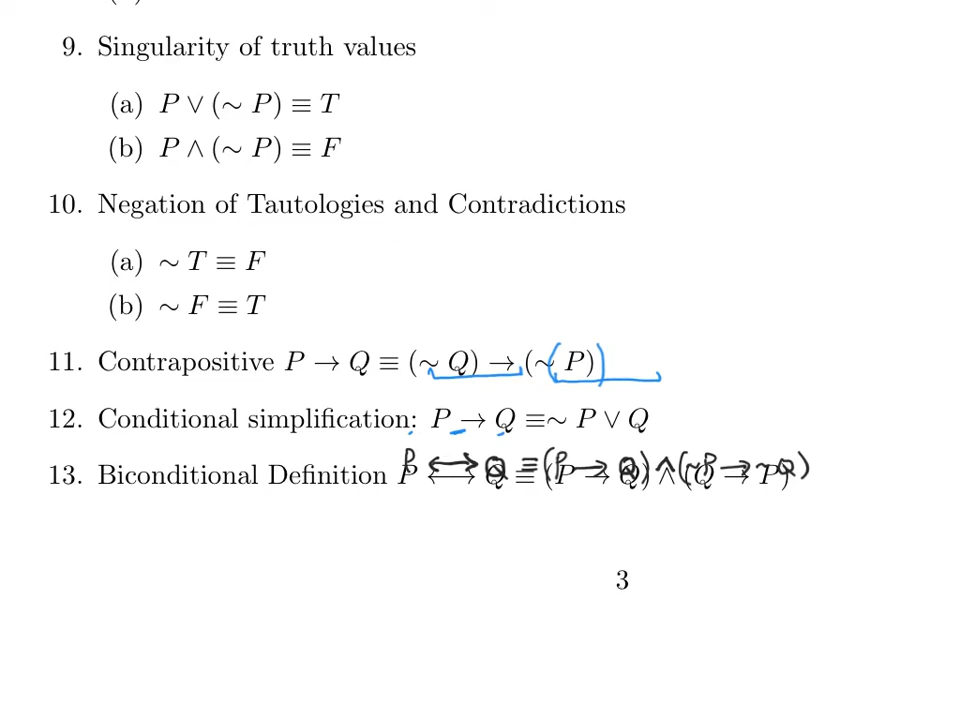 9. Singularity of truth values
(a) P ∨ (∼ P) ≡ T
(b) P ∧ (∼ P) ≡ F
10. Negation of Tautologies and Contradictions
(a) ∼ T ≡ F
(b) ∼ F ≡ T
11. Contrapositive P → Q ≡ (∼ Q) → (∼ P)
12. Conditional simplification: P → Q ≡∼ P ∨ Q
P ⟷ Q ≡ (P → Q) ∧ (∼P → ∼Q)
13. Biconditional Definition P ⟷ Q ≡ (P → Q) ∧ (Q → P)
3